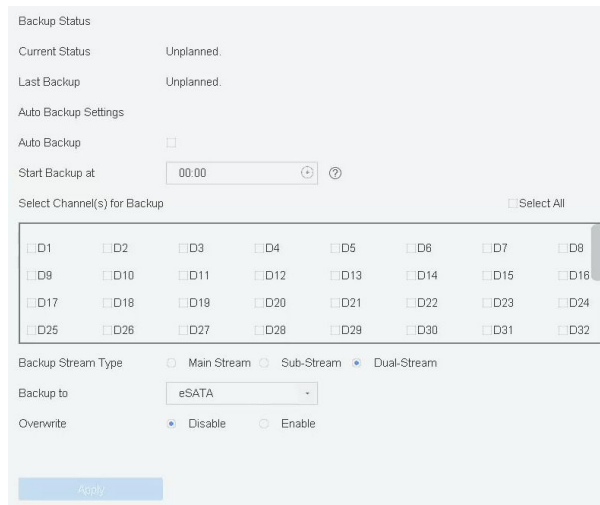 Backup Status
Current Status Unplanned.
Last Backup Unplanned.
Auto Backup Settings
Auto Backup
Start Backup at 00:00
Select Channel(s) for Backup Select All
D1 D2 D3 D4 D5 D6 D7 D8
D9 D10 D11 D12 D13 D14 D15 D16
D17 D18 D19 D20 D21 D22 D23 D24
D25 D26 D27 D28 D29 D30 D31 D32
Backup Stream Type Main Stream Sub-Stream Dual-Stream
Backup to eSATA
Overwrite Disable Enable
Apply